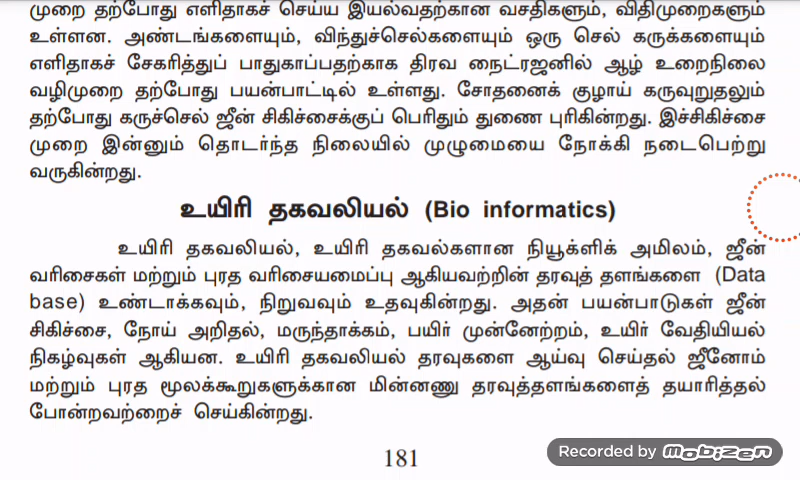 முறை தற்போது எளிதாகச் செய்ய இயல்வதற்கான வசதிகளும், விதிமுறைகளும்
உள்ளன. அண்டங்களையும், விந்துச்செல்களையும் ஒரு செல் கருக்களையும்
எளிதாகச் சேகரித்துப் பாதுகாப்பதற்காக திரவ நைட்ரஜனில் ஆழ் உறைநிலை
வழிமுறை தற்போது பயன்பாட்டில் உள்ளது. சோதனைக் குழாய் கருவுறுதலும்
தற்போது கருச்செல் ஜீன் சிகிச்சைக்குப் பெரிதும் துணை புரிகின்றது. இச்சிகிச்சை
முறை இன்னும் தொடர்ந்த நிலையில் முழுமையை நோக்கி நடைபெற்று
வருகின்றது.
உயிரி தகவலியல் (Bio informatics)
உயிரி தகவலியல், உயிரி தகவல்களான நியூக்ளிக் அமிலம், ஜீன்
வரிசைகள் மற்றும் புரத வரிசையமைப்பு ஆகியவற்றின் தரவுத் தளங்களை (Data
base) உண்டாக்கவும், நிறுவவும் உதவுகின்றது. அதன் பயன்பாடுகள் ஜீன்
சிகிச்சை, நோய் அறிதல், மருந்தாக்கம், பயிர் முன்னேற்றம், உயிர் வேதியியல்
நிகழ்வுகள் ஆகியன. உயிரி தகவலியல் தரவுகளை ஆய்வு செய்தல் ஜீனோம்
மற்றும் புரத மூலக்கூறுகளுக்கான மின்னணு தரவுத்தளங்களைத் தயாரித்தல்
போன்றவற்றைச் செய்கின்றது.
181
Recorded by mobizen